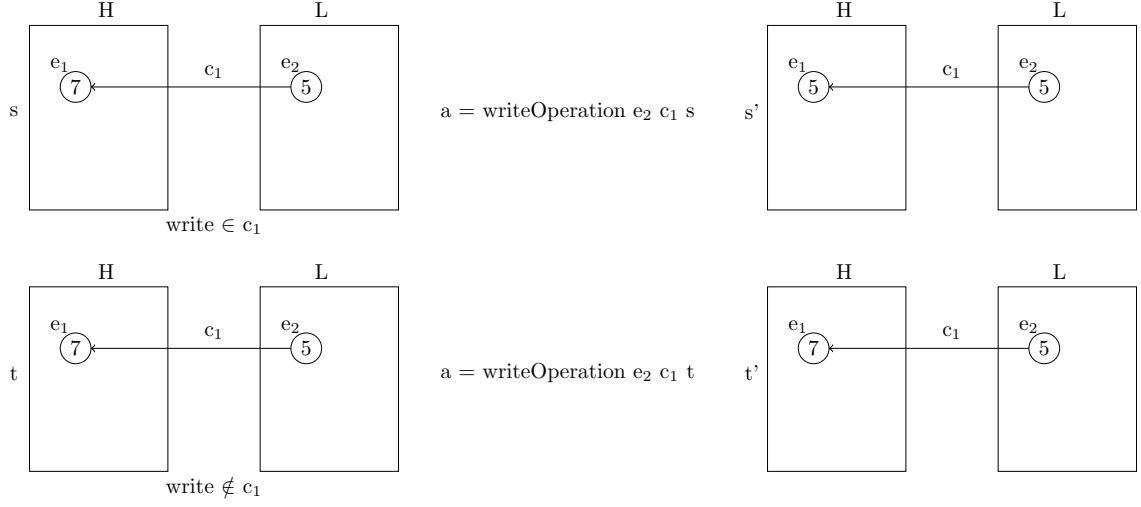 H L H L
e₁ 7 c₁ e₂ 5 e₁ 5 c₁ e₂ 5
s a = writeOperation e₂ c₁ s s'
write ∈ c₁
H L H L
e₁ 7 c₁ e₂ 5 e₁ 7 c₁ e₂ 5
t a = writeOperation e₂ c₁ t t'
write ∉ c₁